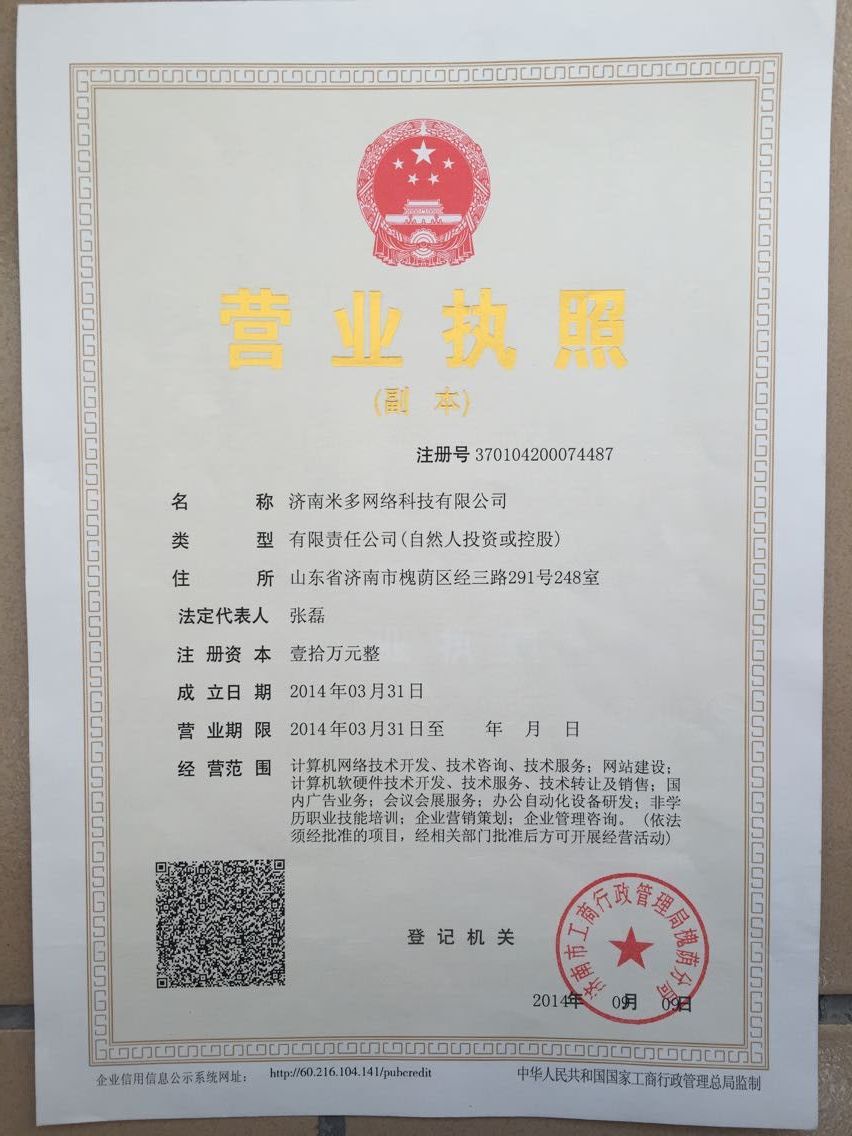 营业执照
(副 本)
注册号 370104200074487
名 称 济南米多网络科技有限公司
类 型 有限责任公司(自然人投资或控股)
住 所 山东省济南市槐荫区经三路291号248室
法定代表人 张磊
注 册 资 本 壹拾万元整
成 立 日 期 2014年03月31日
营 业 期 限 2014年03月31日至 年 月 日
经 营 范 围 计算机网络技术开发、技术咨询、技术服务；网站建设；
计算机软硬件技术开发、技术服务、技术转让及销售；国
内广告业务；会议会展服务；办公自动化设备研发；非学
历职业技能培训；企业营销策划；企业管理咨询。（依法
须经批准的项目，经相关部门批准后方可开展经营活动)
登 记 机 关
济南市工商行政管理局槐荫分局
2014年 09月 09日
企业信用信息公示系统网址： http://60.216.104.141/pubcredit
中华人民共和国国家工商行政管理总局监制